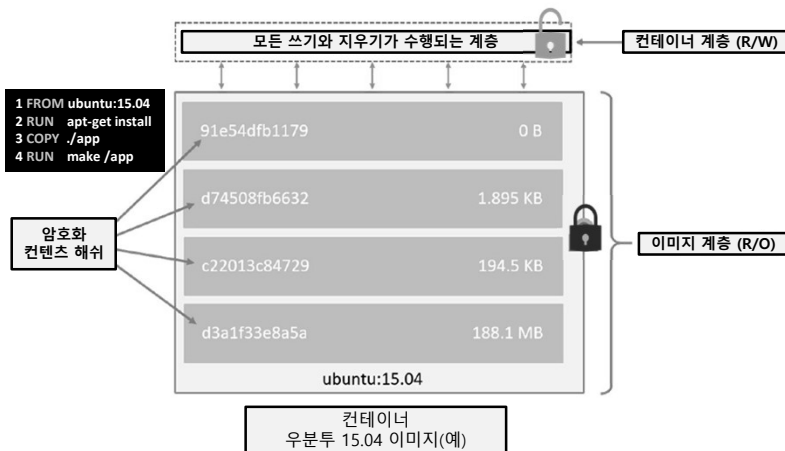 모든 쓰기와 지우기가 수행되는 계층
컨테이너 계층 (R/W)
1 FROM ubuntu:15.04
2 RUN apt-get install
3 COPY ./app
4 RUN make /app
91e54dfb1179 0 B
d74508fb6632 1.895 KB
암호화
컨텐츠 해쉬
이미지 계층 (R/O)
c22013c84729 194.5 KB
d3a1f33e8a5a 188.1 MB
ubuntu:15.04
컨테이너
우분투 15.04 이미지(예)